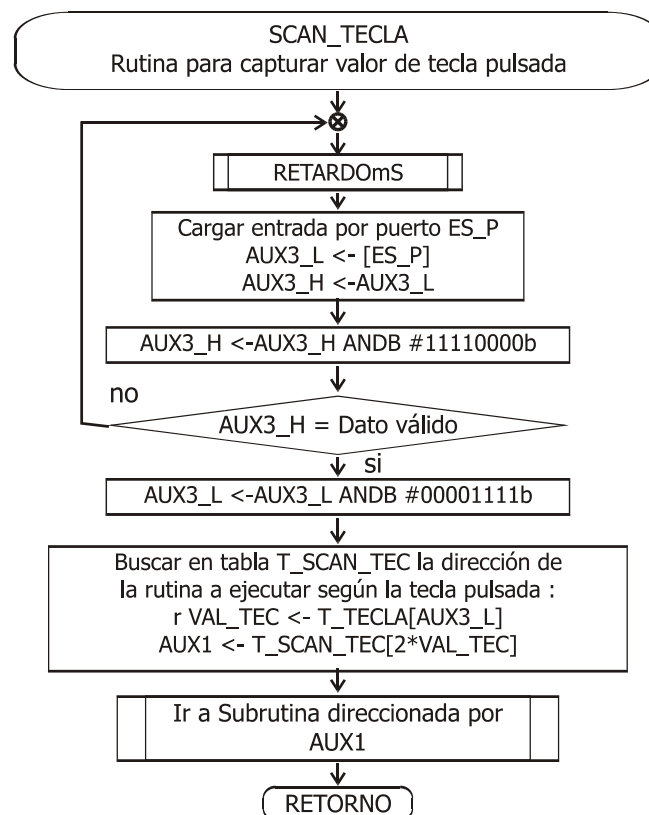 SCAN_TECLA
Rutina para capturar valor de tecla pulsada
RETARDOmS
Cargar entrada por puerto ES_P
AUX3_L <- [ES_P]
AUX3_H <-AUX3_L
AUX3_H <-AUX3_H ANDB #11110000b
no
AUX3_H = Dato válido
si
AUX3_L <-AUX3_L ANDB #00001111b
Buscar en tabla T_SCAN_TEC la dirección de
la rutina a ejecutar según la tecla pulsada :
r VAL_TEC <- T_TECLA[AUX3_L]
AUX1 <- T_SCAN_TEC[2*VAL_TEC]
Ir a Subrutina direccionada por
AUX1
RETORNO